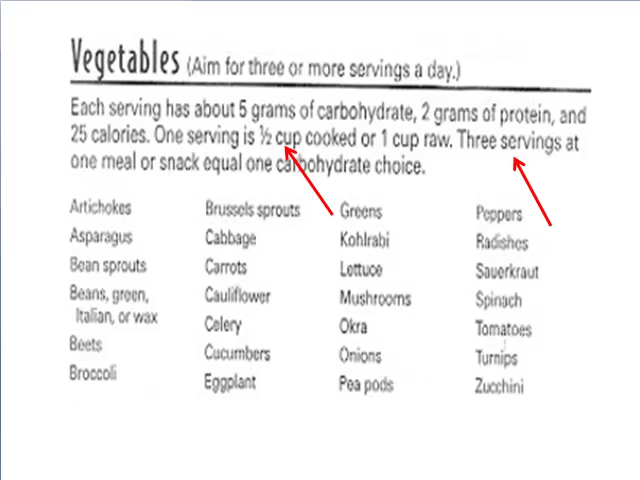 Vegetables (Aim for three or more servings a day.)
Each serving has about 5 grams of carbohydrate, 2 grams of protein, and
25 calories. One serving is ½ cup cooked or 1 cup raw. Three servings at
one meal or snack equal one carbohydrate choice.
Artichokes
Asparagus
Bean sprouts
Beans, green,
Italian, or wax
Beets
Broccoli
Brussels sprouts
Cabbage
Carrots
Cauliflower
Celery
Cucumbers
Eggplant
Greens
Kohlrabi
Lettuce
Mushrooms
Okra
Onions
Pea pods
Peppers
Radishes
Sauerkraut
Spinach
Tomatoes
Turnips
Zucchini